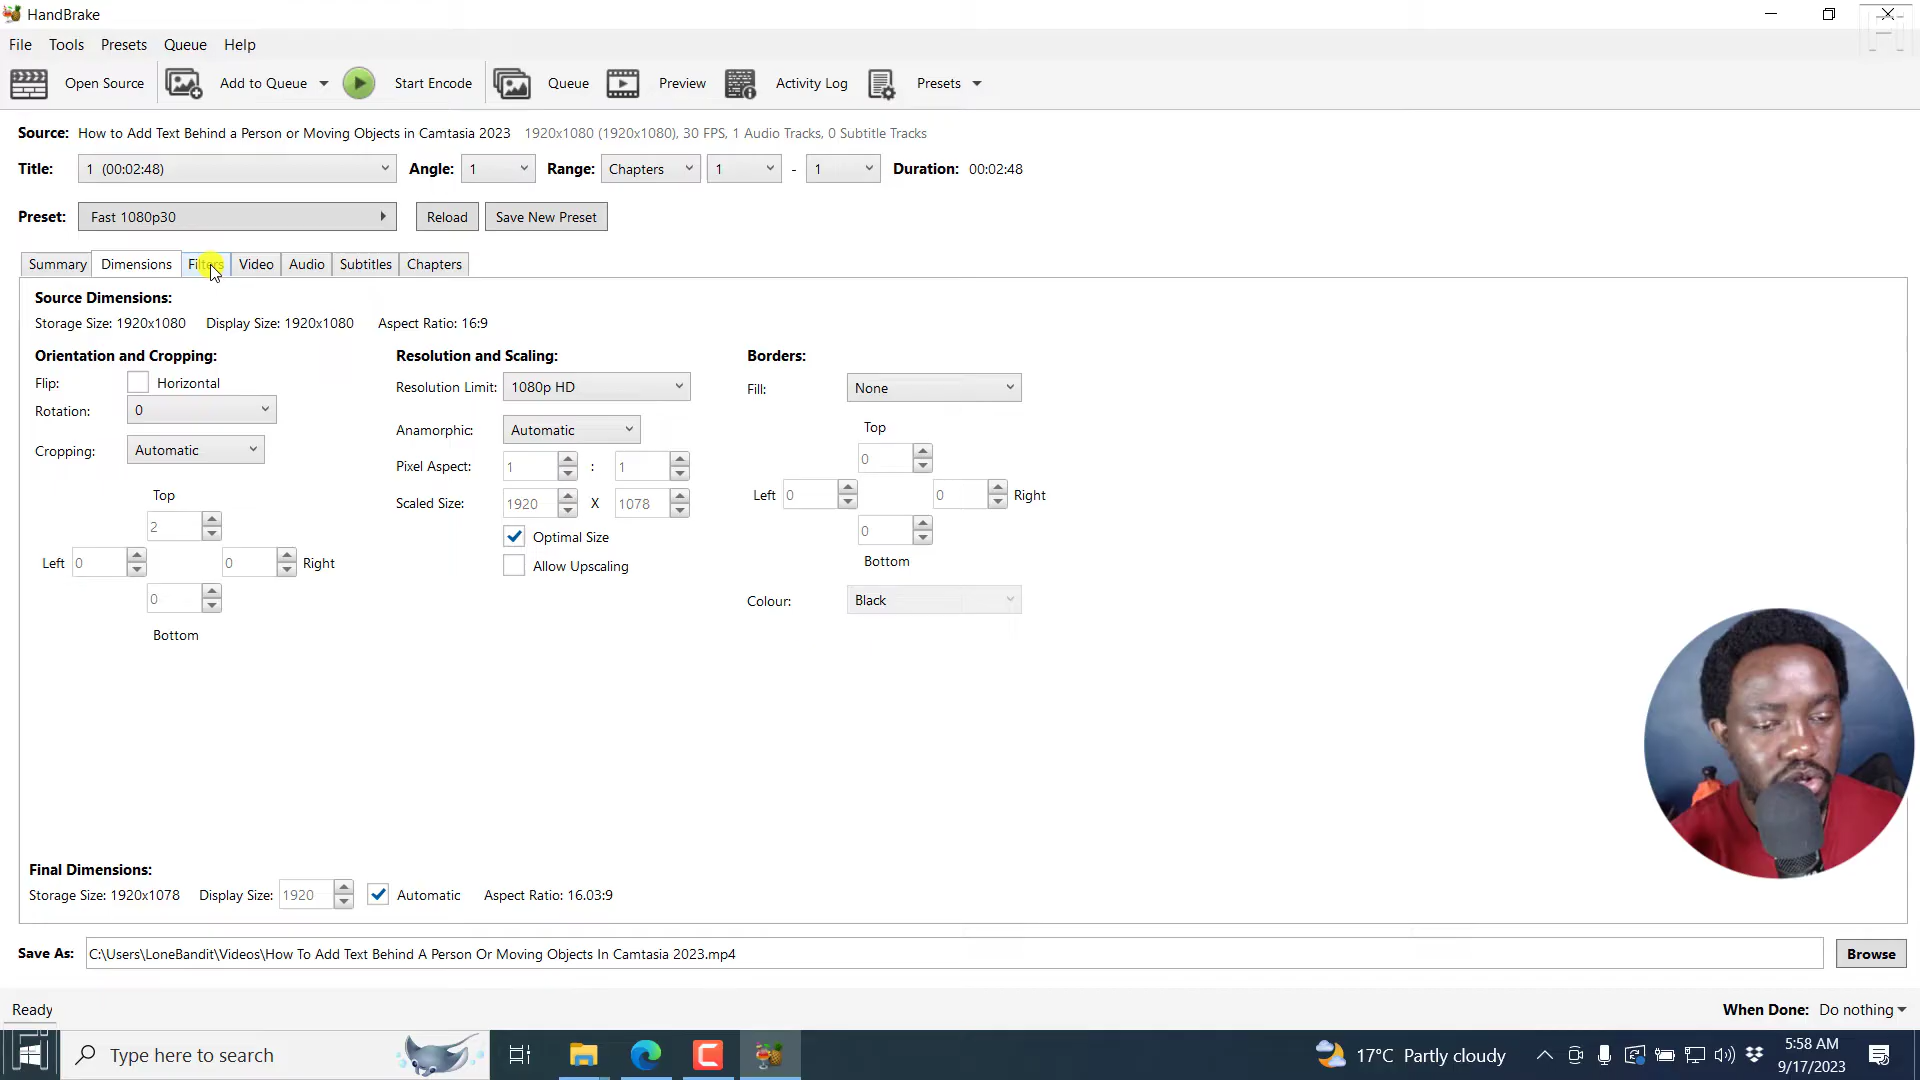 HandBrake
File Tools Presets Queue Help
Open Source Add to Queue Start Encode Queue Preview Activity Log Presets
Source: How to Add Text Behind a Person or Moving Objects in Camtasia 2023 1920x1080 (1920x1080), 30 FPS, 1 Audio Tracks, 0 Subtitle Tracks
Title: 1 (00:02:48) Angle: 1 Range: Chapters 1 - 1 Duration: 00:02:48
Preset: Fast 1080p30 Reload Save New Preset
Summary Dimensions Filters Video Audio Subtitles Chapters
Source Dimensions:
Storage Size: 1920x1080 Display Size: 1920x1080 Aspect Ratio: 16:9
Orientation and Cropping: Resolution and Scaling: Borders:
Flip: Horizontal Resolution Limit: 1080p HD Fill: None
Rotation: 0
Anamorphic: Automatic Top
Cropping: Automatic Pixel Aspect: 1 : 1 0
Top Scaled Size: 1920 X 1078 Left 0 0 Right
2 Optimal Size 0
Left 0 0 Right Allow Upscaling Bottom
0 Colour: Black
Bottom
Final Dimensions:
Storage Size: 1920x1078 Display Size: 1920 Automatic Aspect Ratio: 16.03:9
Save As: C:\Users\LoneBandit\Videos\How To Add Text Behind A Person Or Moving Objects In Camtasia 2023.mp4 Browse
Ready When Done: Do nothing
Type here to search 17°C Partly cloudy 5:58 AM
9/17/2023